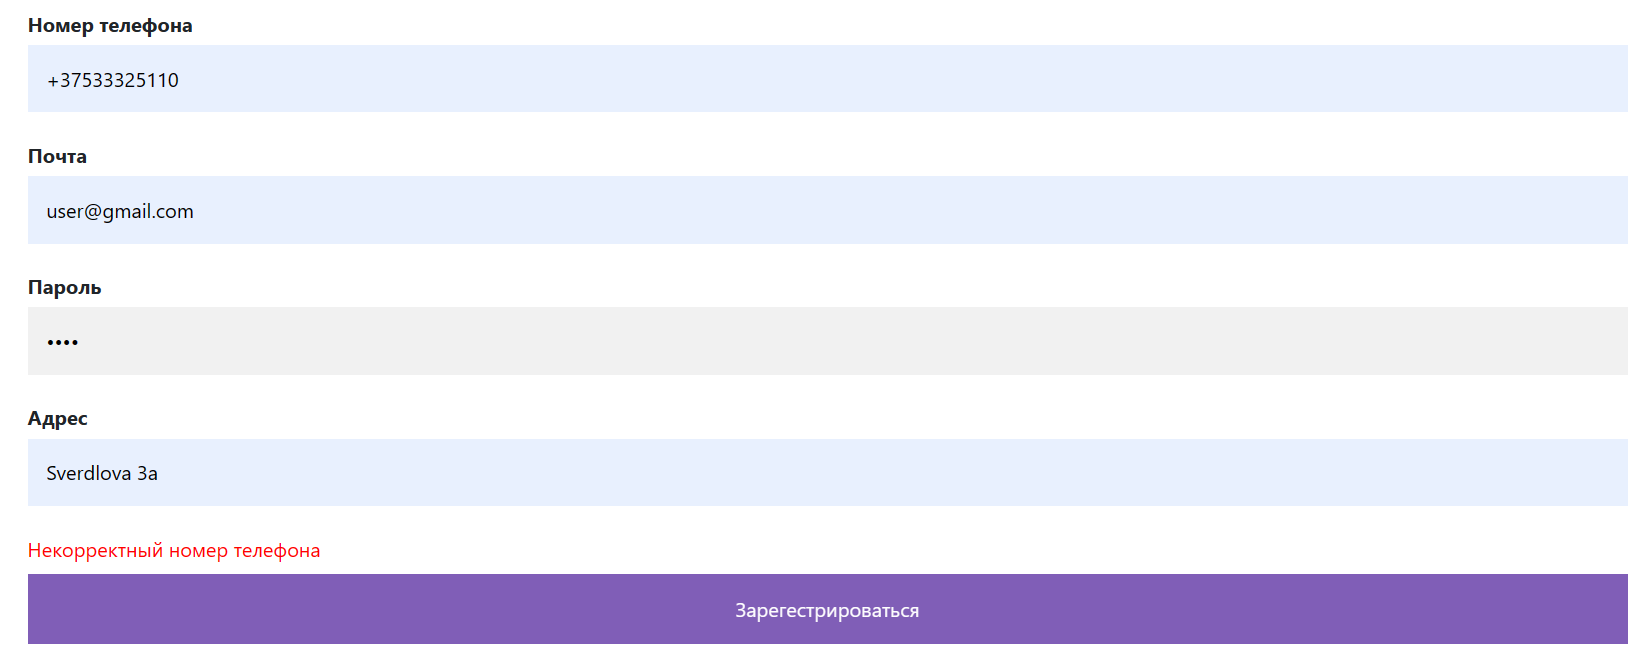 Номер телефона
+37533325110
Почта
user@gmail.com
Пароль
••••
Адрес
Sverdlova 3a
Некорректный номер телефона
Зарегестрироваться